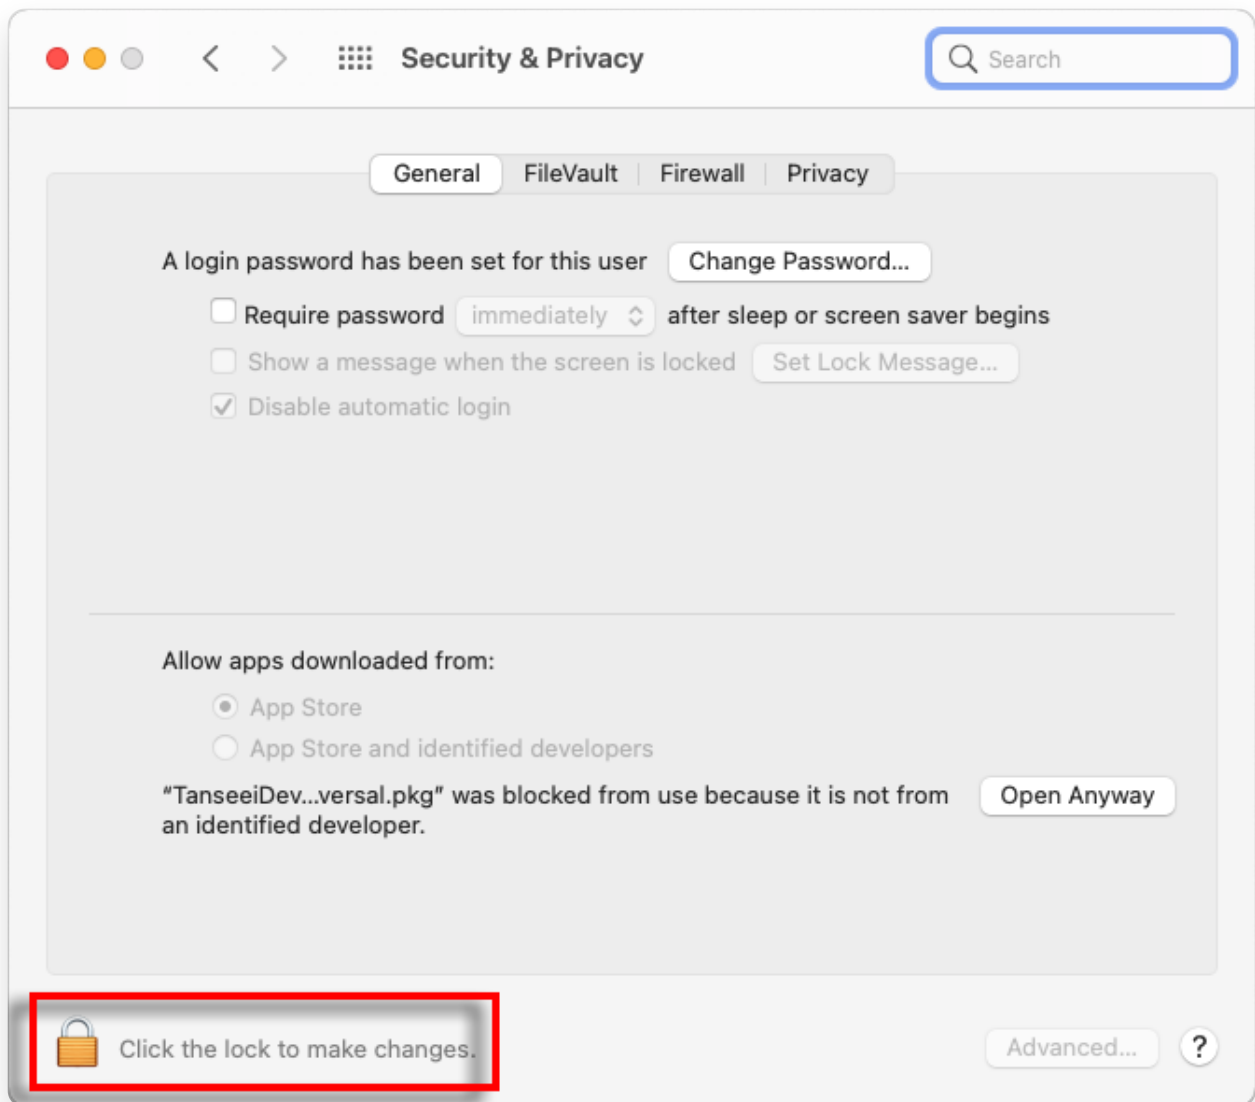 Security & Privacy
Search
General
FileVault
Firewall
Privacy
A login password has been set for this user
Change Password...
Require password
immediately
after sleep or screen saver begins
Show a message when the screen is locked
Set Lock Message...
Disable automatic login
Allow apps downloaded from:
App Store
App Store and identified developers
“TanseeiDev...versal.pkg” was blocked from use because it is not from
an identified developer.
Open Anyway
Click the lock to make changes.
Advanced...
?